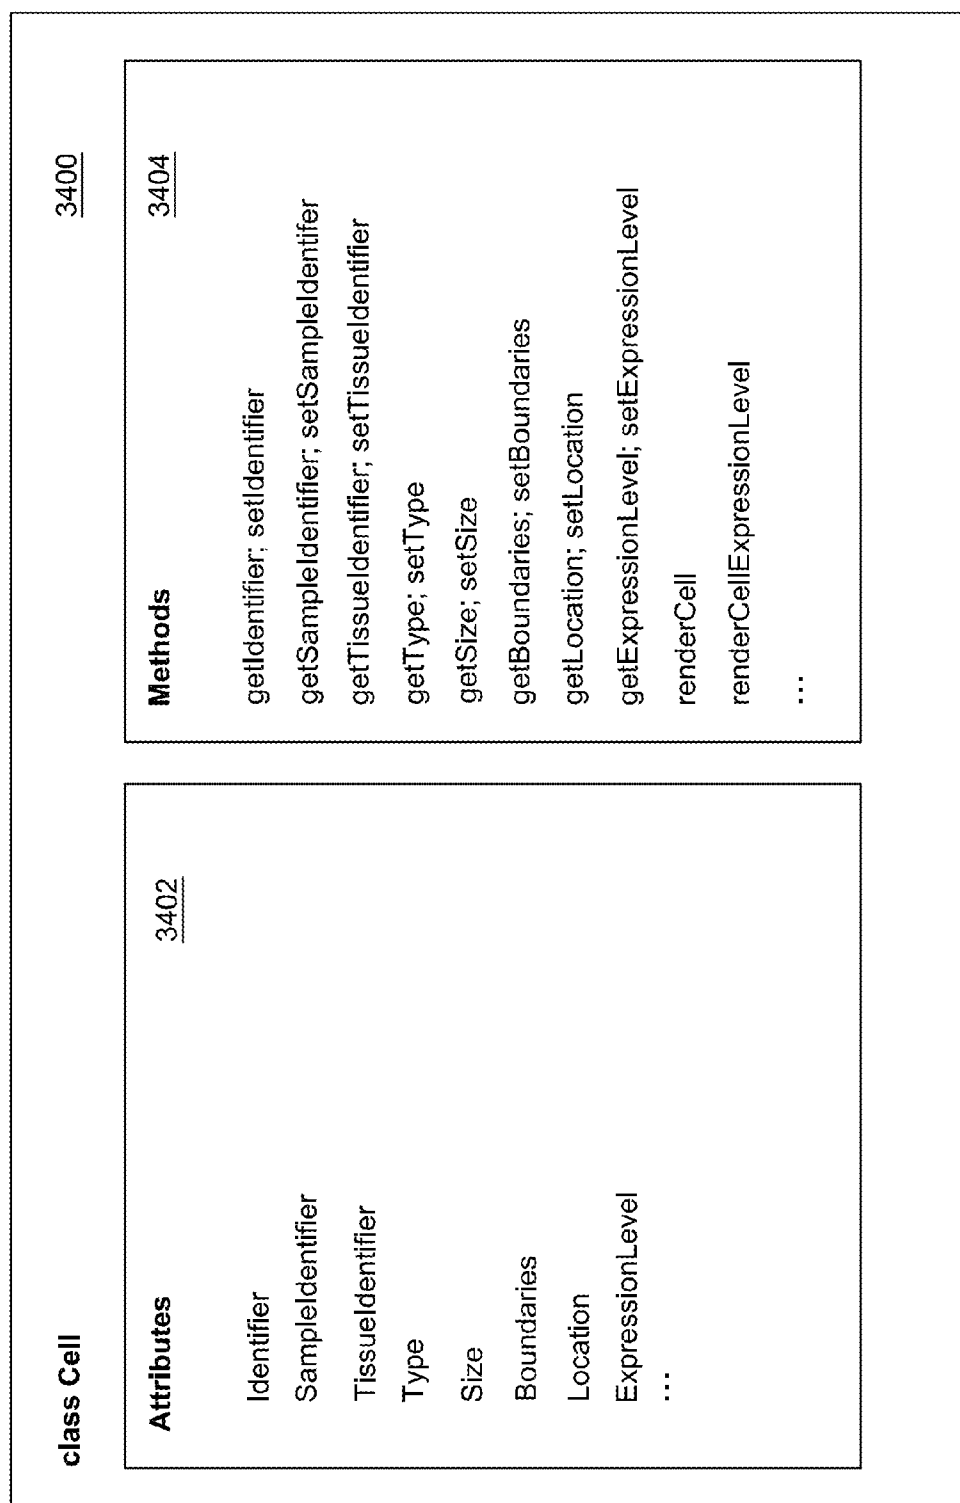 class Cell
3400
Attributes
3402
Identifier
SampleIdentifier
TissueIdentifier
Type
Size
Boundaries
Location
ExpressionLevel
...
Methods
3404
getIdentifier; setIdentifier
getSampleIdentifier; setSampleIdentifer
getTissueIdentifier; setTissueIdentifier
getType; setType
getSize; setSize
getBoundaries; setBoundaries
getLocation; setLocation
getExpressionLevel; setExpressionLevel
renderCell
renderCellExpressionLevel
...